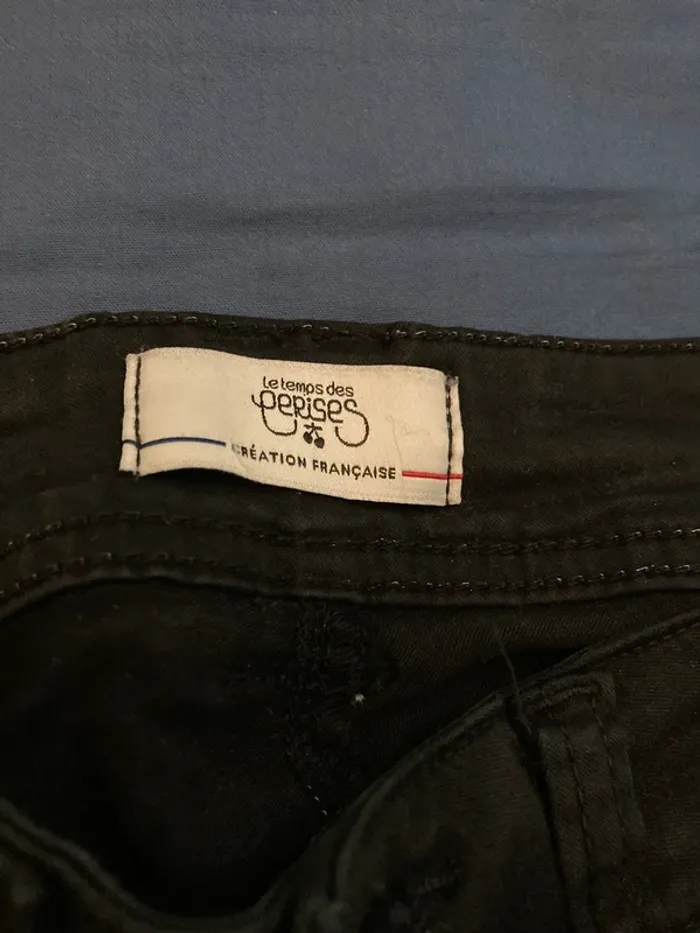 Le temps des
CeRiSeS
CRÉATION FRANÇAISE